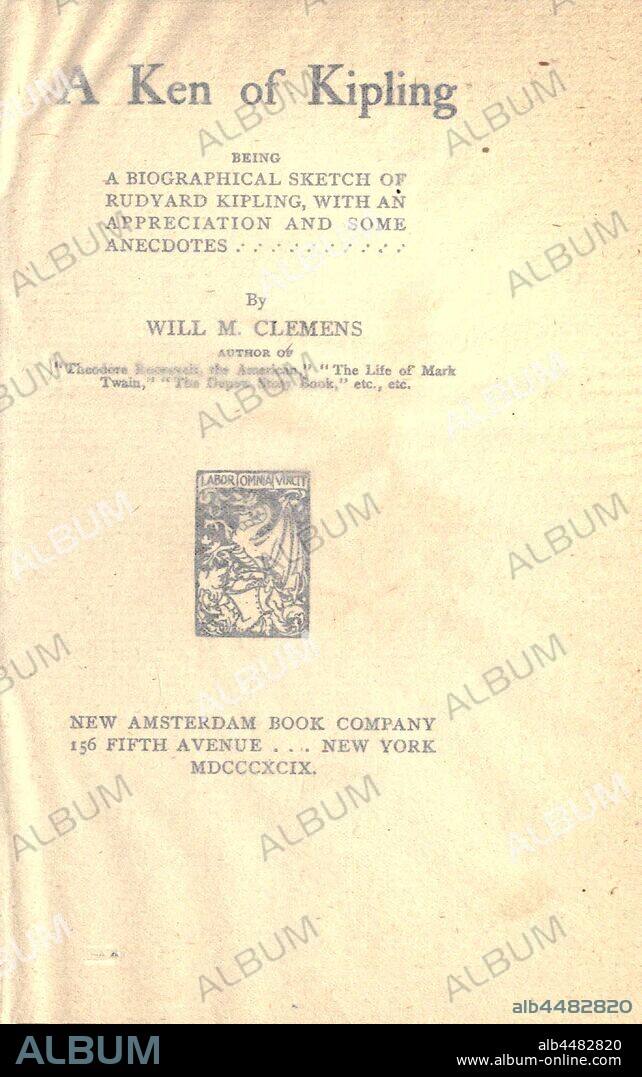 A Ken of Kipling
BEING
A BIOGRAPHICAL SKETCH OF
RUDYARD KIPLING, WITH AN
APPRECIATION AND SOME
ANECDOTES
By
WILL M. CLEMENS
AUTHOR OF
"Theodore Roosevelt, the American," "The Life of Mark
Twain," "The Depew Story Book," etc., etc.
LABOR OMNIA VINCIT
NEW AMSTERDAM BOOK COMPANY
156 FIFTH AVENUE . . . NEW YORK
MDCCCXCIX.
alb4482820
ALBUM
alb4482820
www.album-online.com